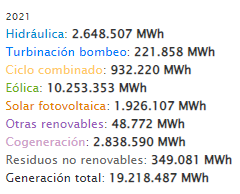 2021
Hidráulica: 2.648.507 MWh
Turbinación bombeo: 221.858 MWh
Ciclo combinado: 932.220 MWh
Eólica: 10.253.353 MWh
Solar fotovoltaica: 1.926.107 MWh
Otras renovables: 48.772 MWh
Cogeneración: 2.838.590 MWh
Residuos no renovables: 349.081 MWh
Generación total: 19.218.487 MWh